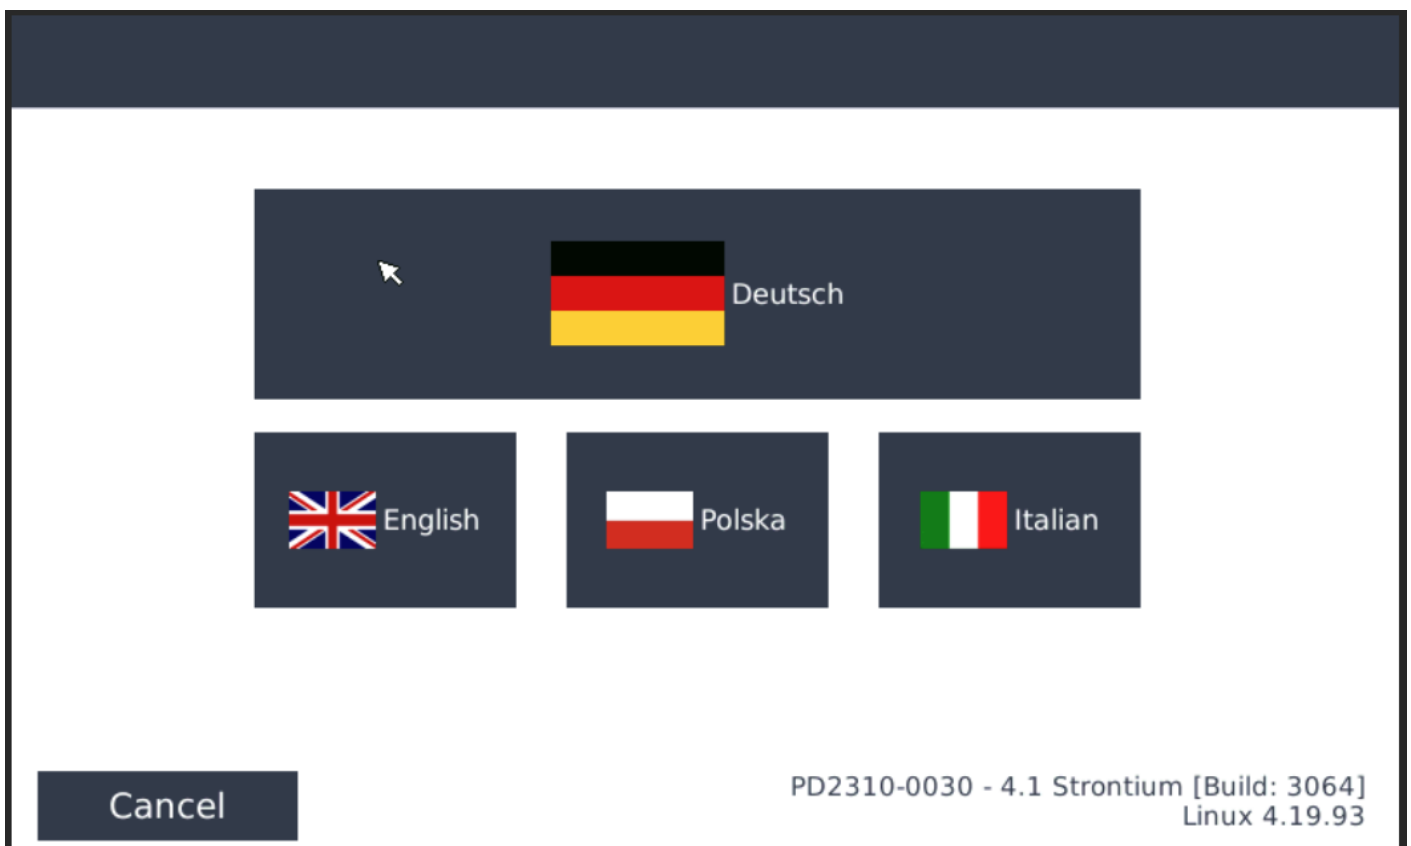 Deutsch
English
Polska
Italian
Cancel
PD2310-0030 - 4.1 Strontium [Build: 3064]
Linux 4.19.93